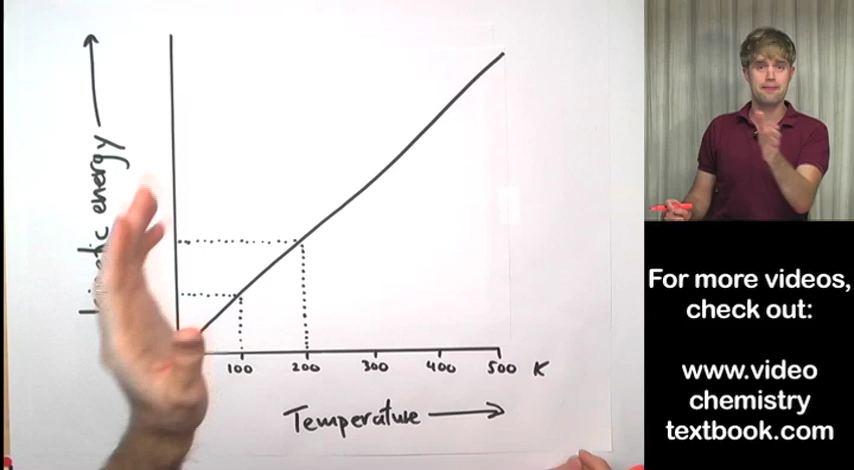 energy
100 200 300 400 500 K
Temperature
For more videos,
check out:
www.video
chemistry
textbook.com